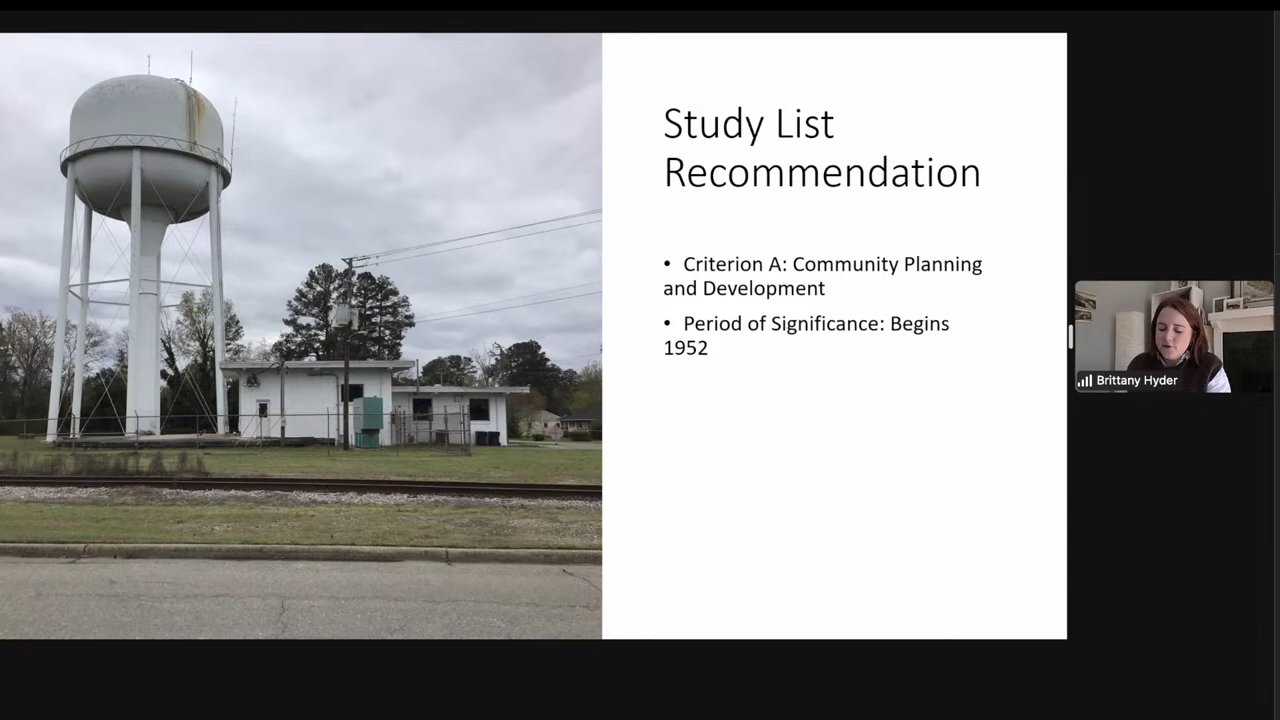 Study List
Recommendation
• Criterion A: Community Planning
and Development
• Period of Significance: Begins
1952
Brittany Hyder